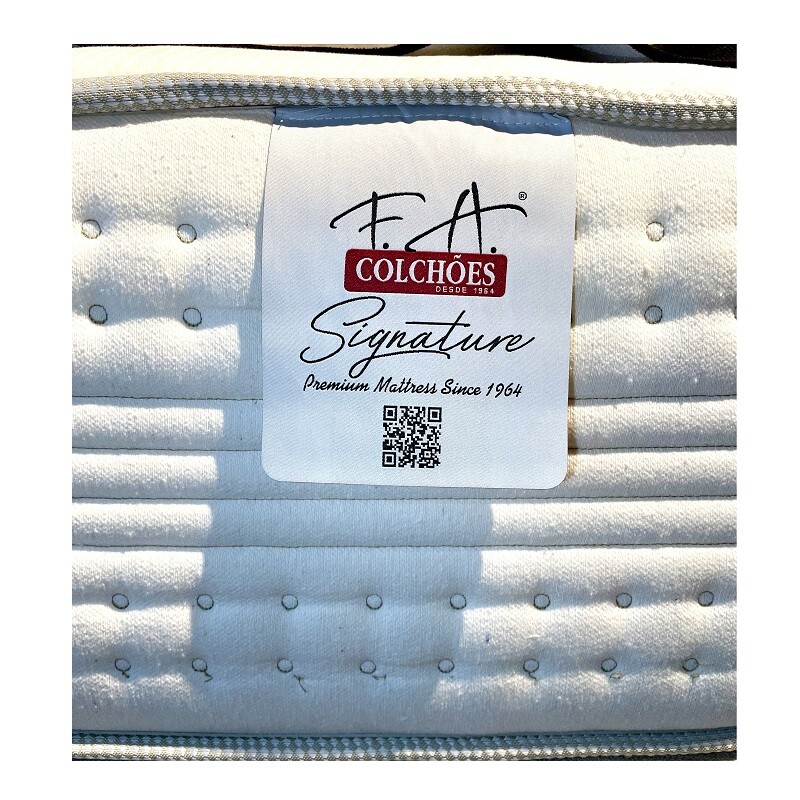 F. A. ®
COLCHÕES
DESDE 1964
Signature
Premium Mattress Since 1964